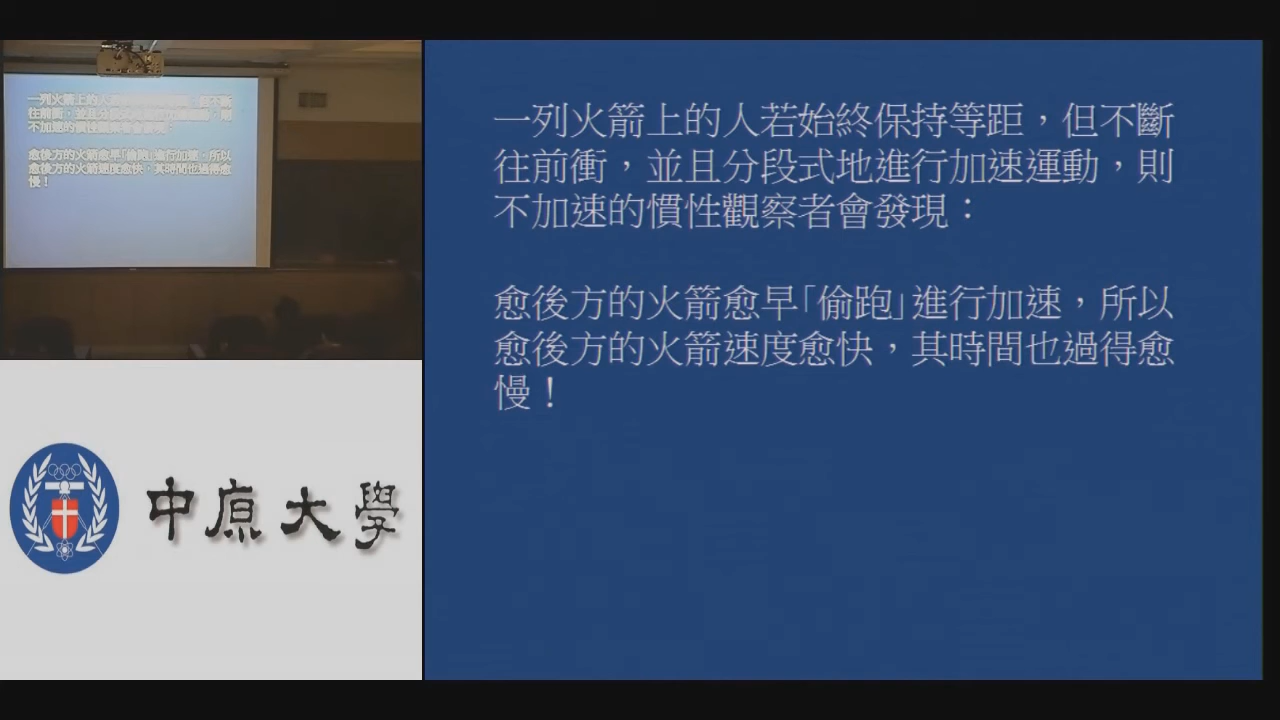 一列火箭上的人若始終保持等距，但不斷
往前衝，並且分段式地進行加速運動，則
不加速的慣性觀察者會發現：
愈後方的火箭愈早｢偷跑｣進行加速，所以
愈後方的火箭速度愈快，其時間也過得愈
慢！
中原大學